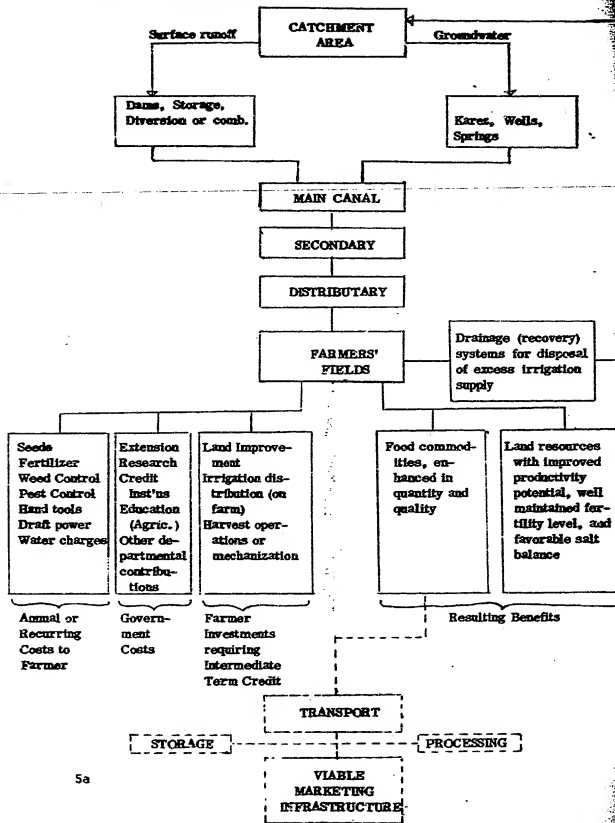 CATCHMENT
AREA
Surface runoff
Groundwater
Dams, Storage,
Diversion or comb.
Karez, Wells,
Springs
MAIN CANAL
SECONDARY
DISTRIBUTARY
FARMERS'
FIELDS
Drainage (recovery)
systems for disposal
of excess irrigation
supply
Seeds
Fertilizer
Weed Control
Pest Control
Hand tools
Draft power
Water charges
Extension
Research
Credit
Inst'ns
Education
(Agric.)
Other de-
partmental
contribu-
tions
Land Improve-
ment
Irrigation dis-
tribution (on
farm)
Harvest oper-
ations or
mechanization
Food commod-
ities, en-
hanced in
quantity and
quality
Land resources
with improved
productivity
potential, well
maintained fer-
tility level, and
favorable salt
balance
Annual or
Recurring
Costs to
Farmer
Govern-
ment
Costs
Farmer
Investments
requiring
Intermediate
Term Credit
Resulting Benefits
TRANSPORT
STORAGE
PROCESSING
VIABLE
MARKETING
INFRASTRUCTURE
5a